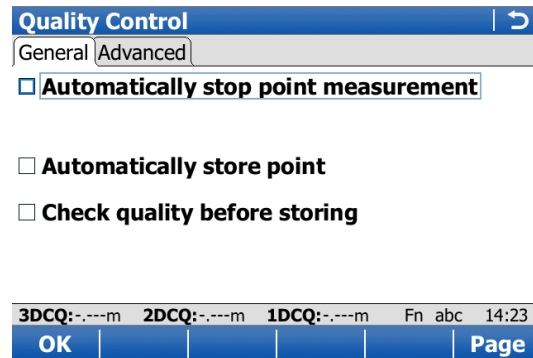 Quality Control
General Advanced
Automatically stop point measurement
Automatically store point
Check quality before storing
3DCQ:-.---m 2DCQ:-.---m 1DCQ:-.---m Fn abc 14:23
OK Page